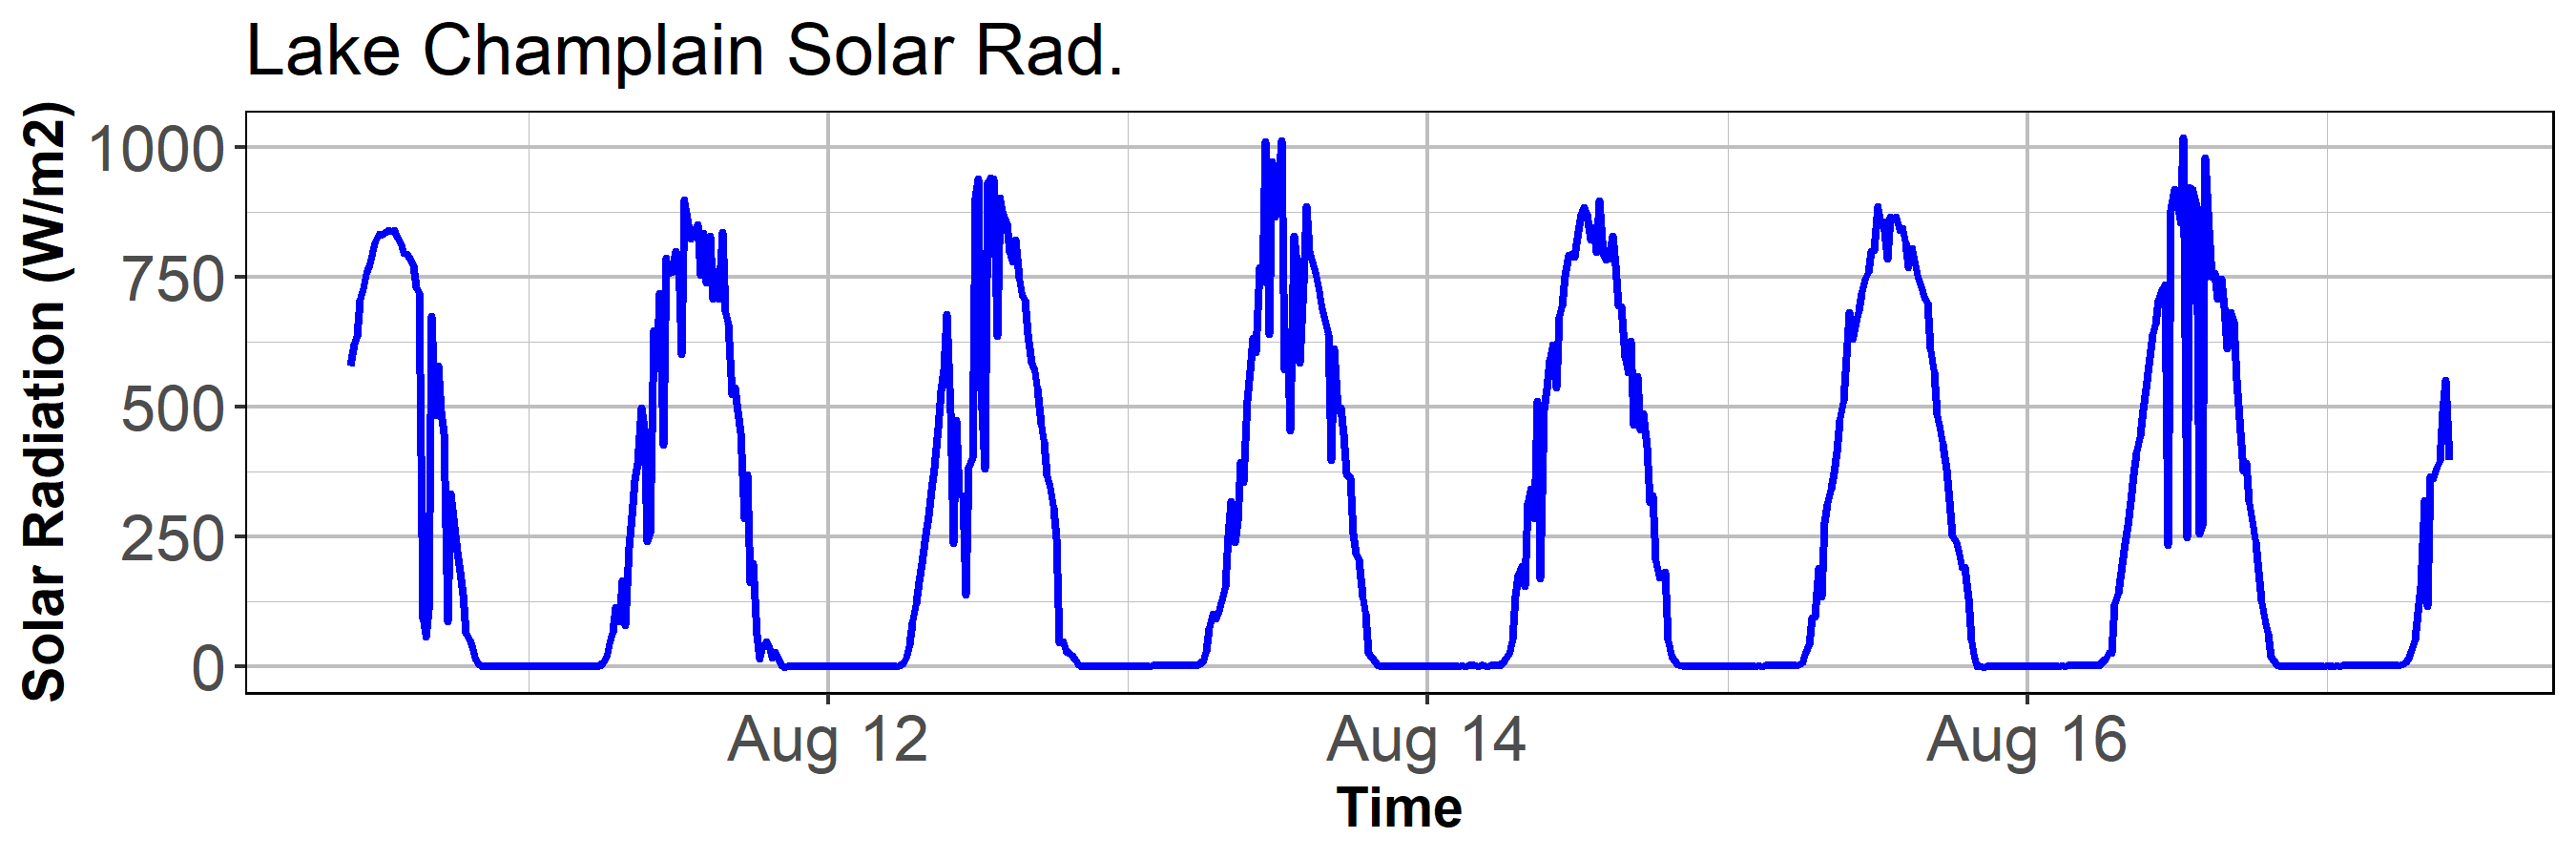 Lake Champlain Solar Rad.
Solar Radiation (W/m2)
1000
750
500
250
0
Aug 12 Aug 14 Aug 16
Time